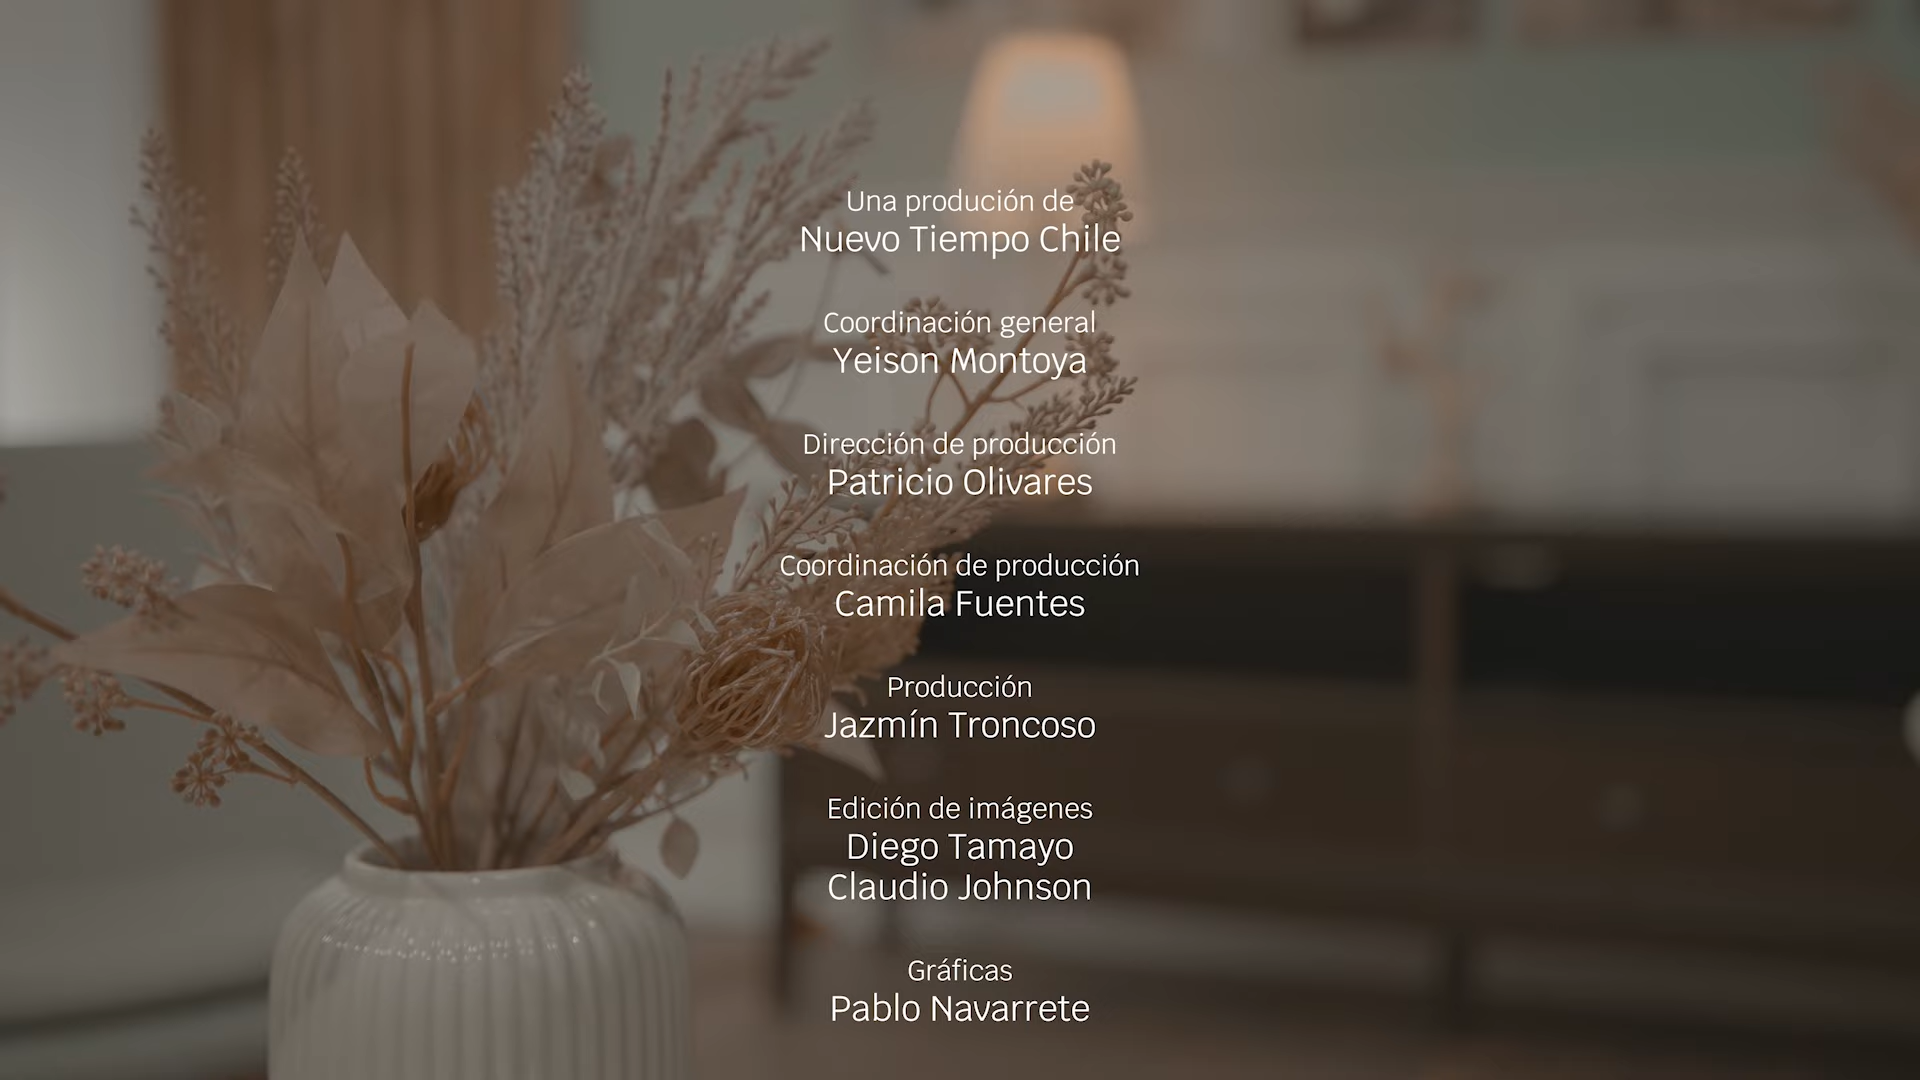 Una produción de
Nuevo Tiempo Chile
Coordinación general
Yeison Montoya
Dirección de producción
Patricio Olivares
Coordinación de producción
Camila Fuentes
Producción
Jazmín Troncoso
Edición de imágenes
Diego Tamayo
Claudio Johnson
Gráficas
Pablo Navarrete